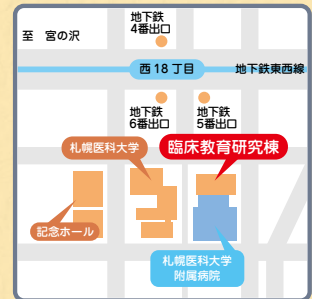 地下鉄
4番出口
至 宮の沢
西18丁目
地下鉄東西線
地下鉄
6番出口
地下鉄
5番出口
札幌医科大学
臨床教育研究棟
記念ホール
札幌医科大学
附属病院